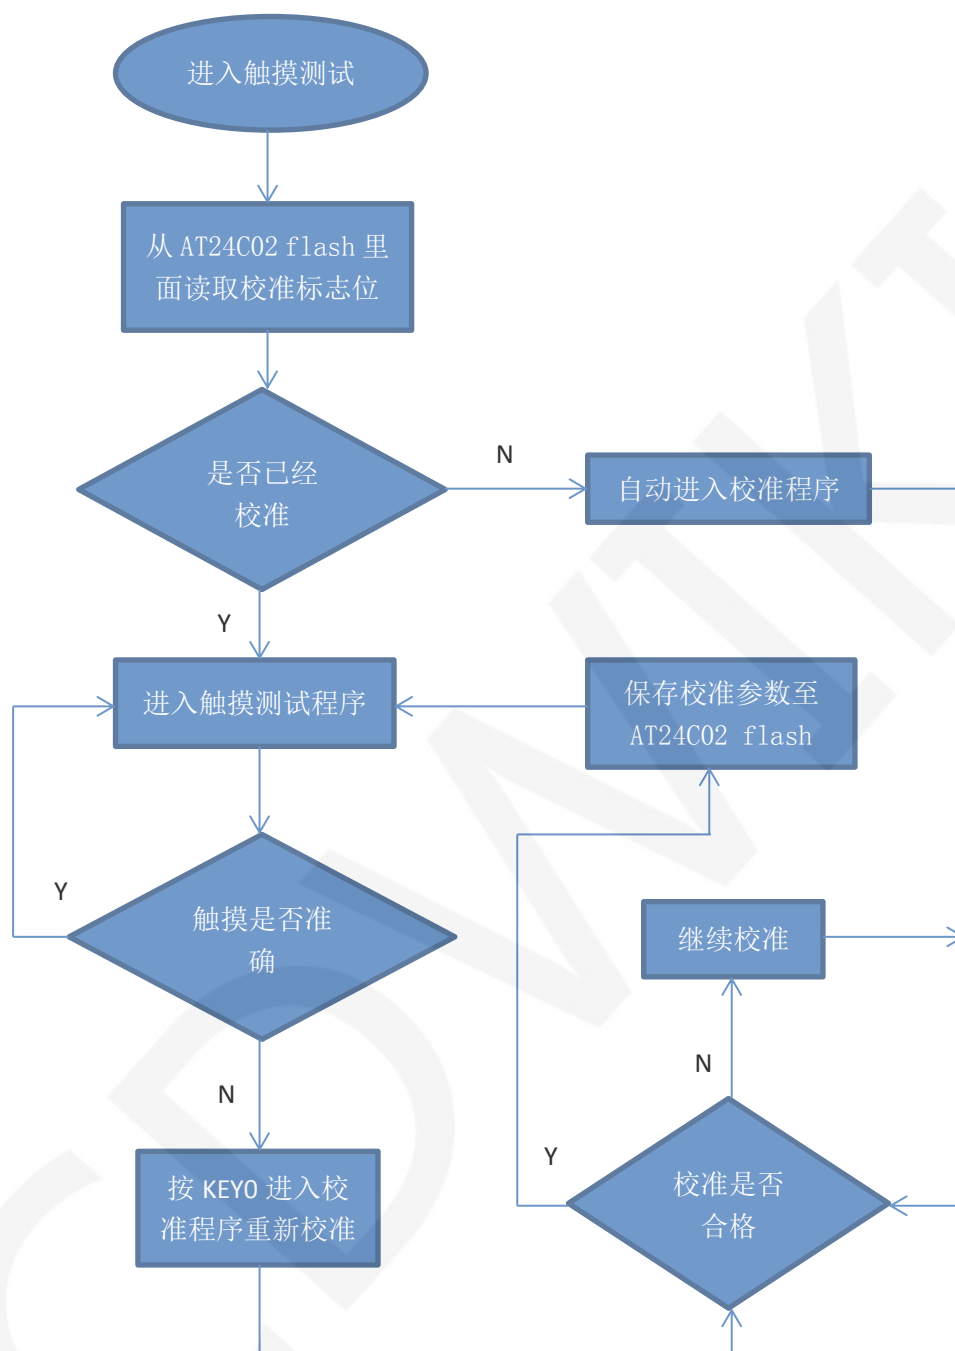 进入触摸测试
从 AT24C02 flash 里
面读取校准标志位
是否已经
校准
N
自动进入校准程序
Y
进入触摸测试程序
保存校准参数至
AT24C02 flash
Y
触摸是否准
确
继续校准
N
N
Y
按 KEY0 进入校
准程序重新校准
校准是否
合格